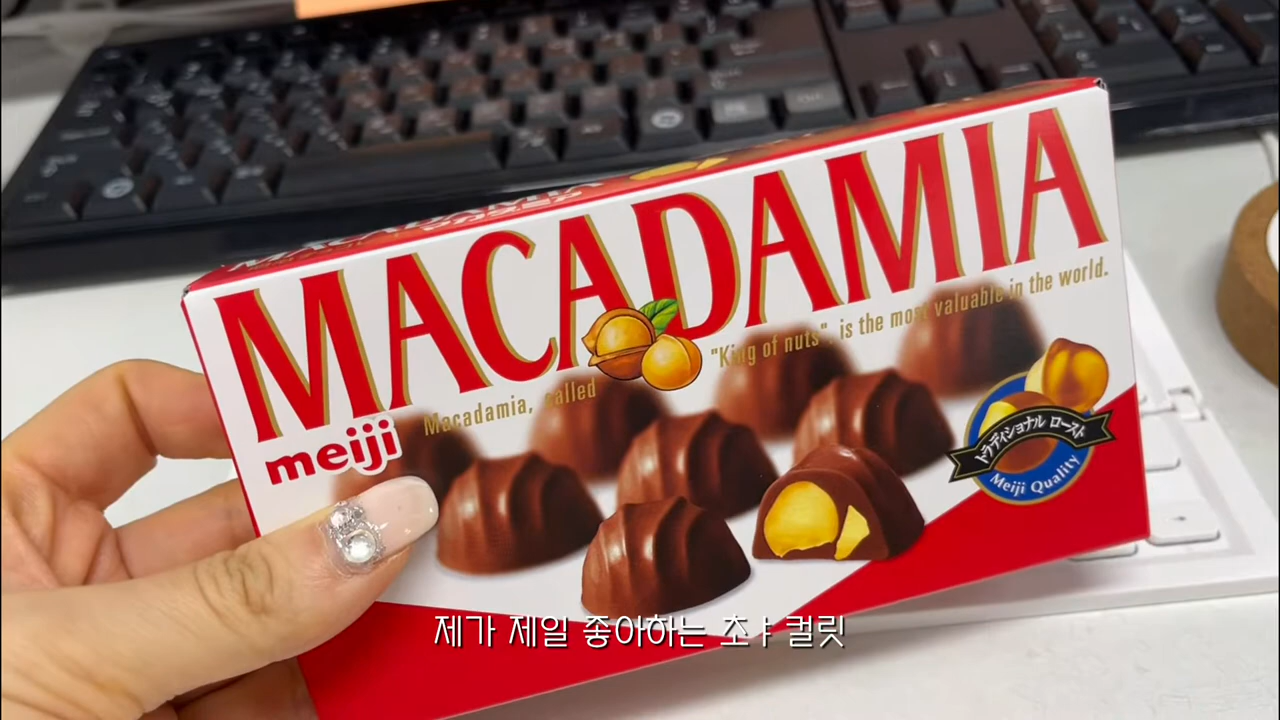 MACADAMIA
Macadamia, called "King of nuts", is the most valuable in the world.
meiji
トラディショナル ロースト
Meiji Quality
제가 제일 좋아하는 초ㅑ컬릿